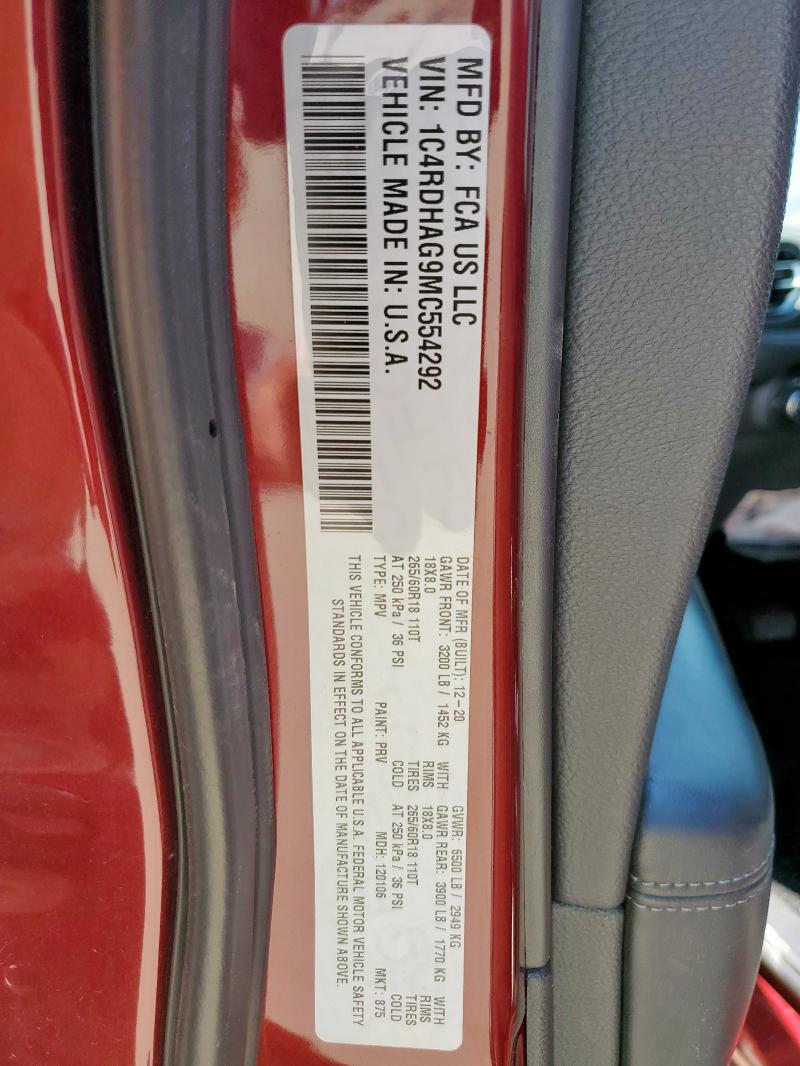 MFD BY: FCA US LLC
VIN: 1C4RDHAG9MC554292
VEHICLE MADE IN: U.S.A.
DATE OF MFR (BUILT): 12-20 GVWR: 6500 LB / 2949 KG
GAWR FRONT: 3200 LB / 1452 KG WITH GAWR REAR: 3900 LB / 1770 KG WITH
18X8.0 RIMS 18X8.0 RIMS
265/60R18 110T TIRES 265/60R18 110T TIRES
AT 250 kPa / 36 PSI COLD AT 250 kPa / 36 PSI COLD
TYPE: MPV PAINT: PRV MDH: 120106 MKT: 875
THIS VEHICLE CONFORMS TO ALL APPLICABLE U.S.A. FEDERAL MOTOR VEHICLE SAFETY
STANDARDS IN EFFECT ON THE DATE OF MANUFACTURE SHOWN ABOVE.